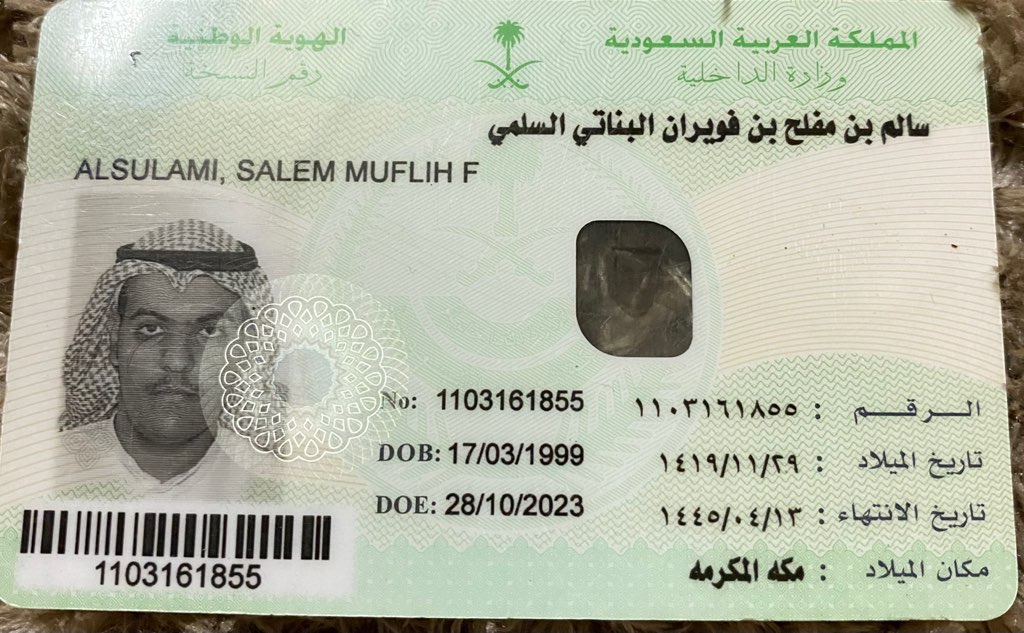 المملكة العربية السعودية
الهوية الوطنية
وزارة الداخلية
رقم النسخة ٢
سالم بن مفلح بن فويران البناتي السلمي
ALSULAMI, SALEM MUFLIH F
No: 1103161855
الرقم : ١١٠٣١٦١٨٥٥
DOB: 17/03/1999
تاريخ الميلاد : ١٤١٩/١١/٢٩
DOE: 28/10/2023
تاريخ الانتهاء : ١٤٤٥/٠٤/١٣
مكان الميلاد : مكه المكرمه
1103161855